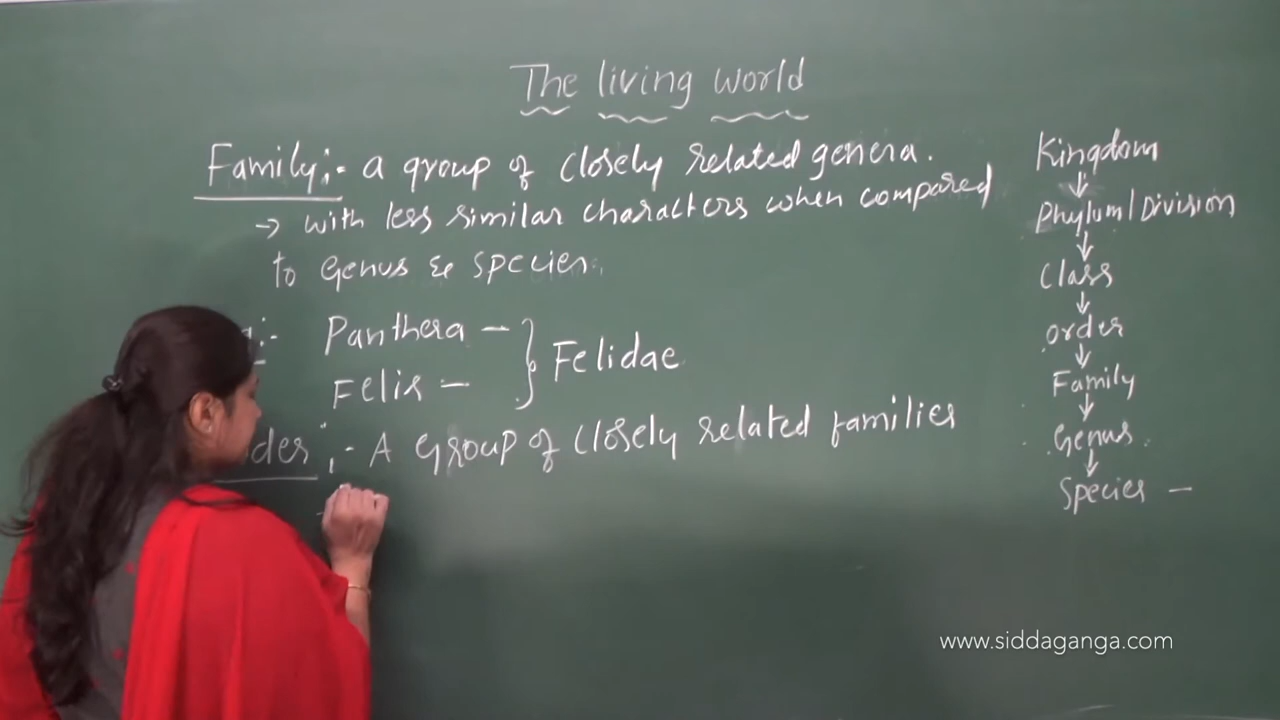 The living world
Family:- a group of closely related genera.
→ with less similar characters when compared
to Genus & species.
:- Panthera –
Felis –
} Felidae
der :- A Group of closely related families
Kingdom
↓
Phylum/Division
↓
Class
↓
order
↓
Family
↓
Genus
↓
Species –
www.siddaganga.com